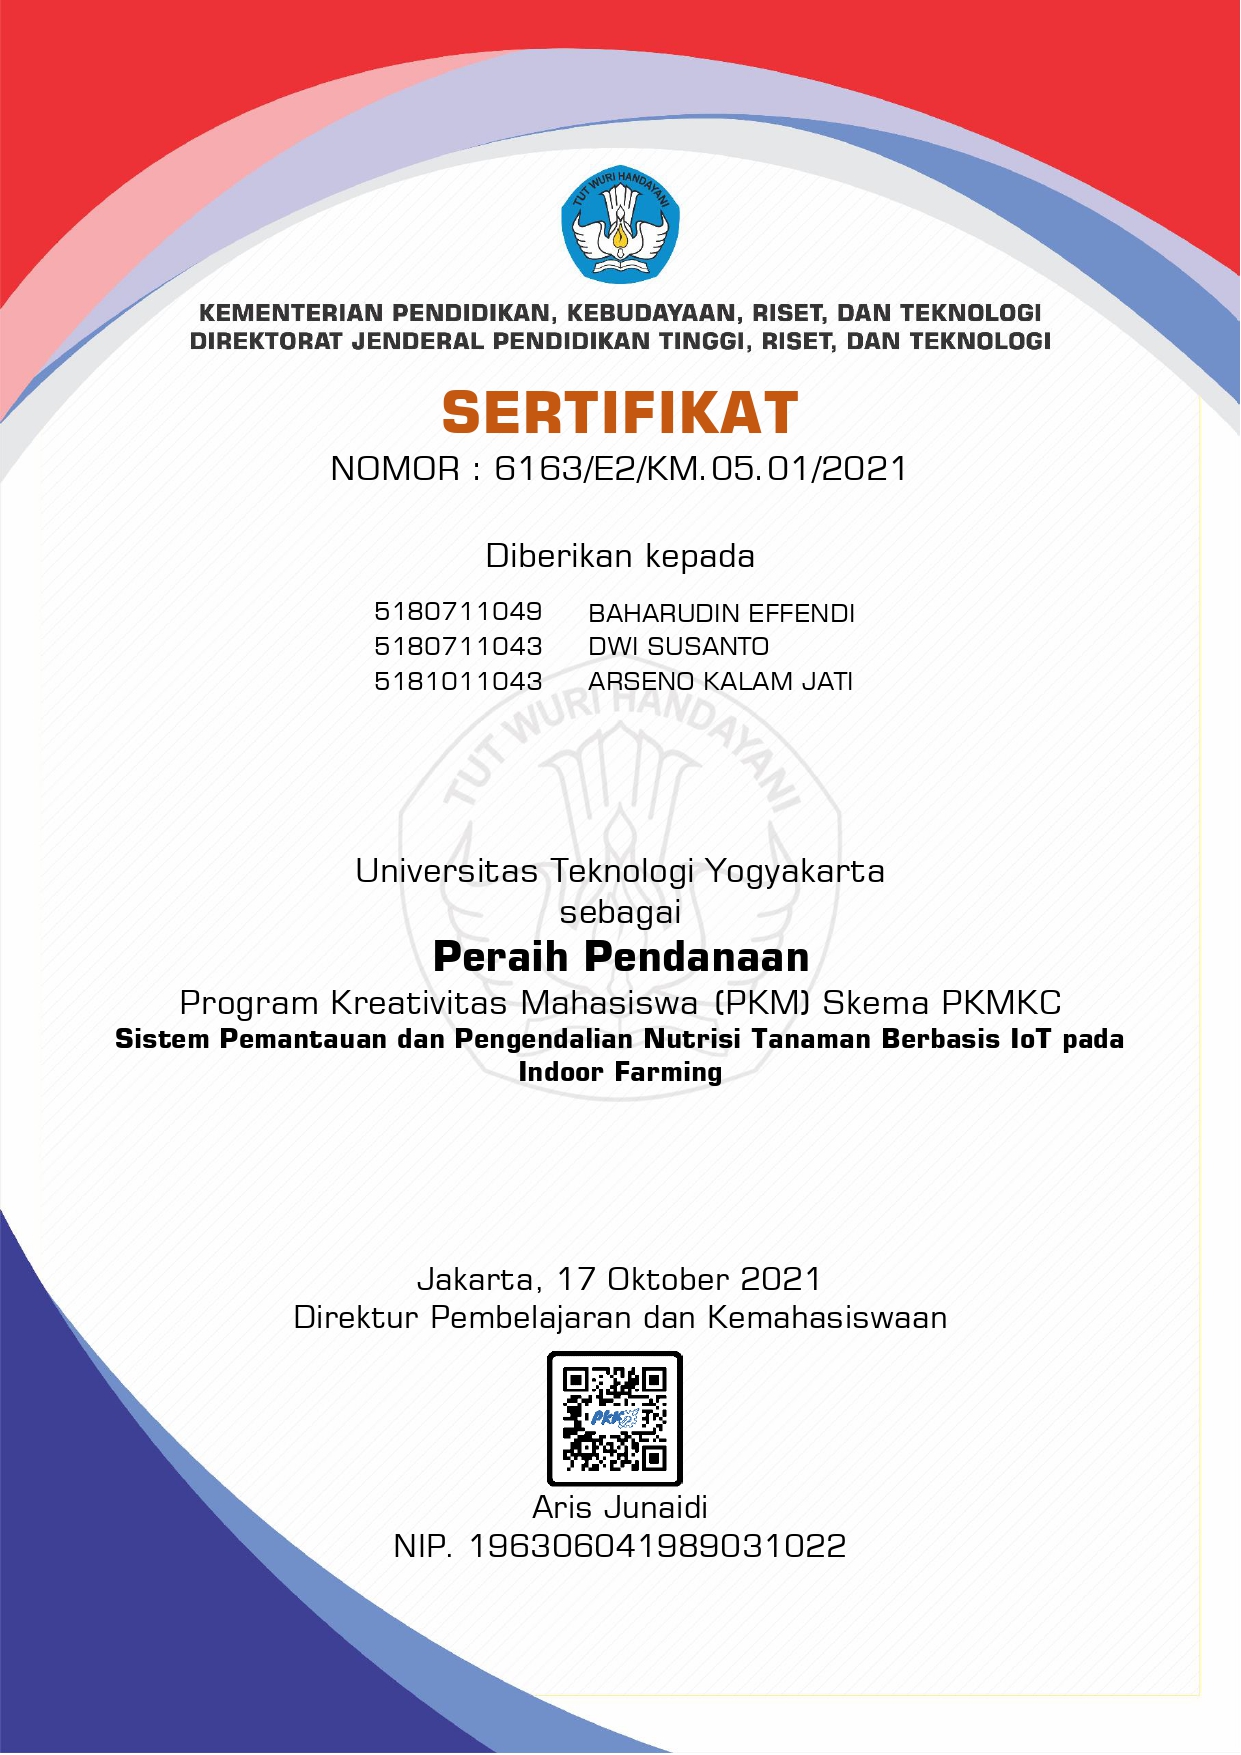 TUT WURI HANDAYANI
KEMENTERIAN PENDIDIKAN, KEBUDAYAAN, RISET, DAN TEKNOLOGI
DIREKTORAT JENDERAL PENDIDIKAN TINGGI, RISET, DAN TEKNOLOGI
SERTIFIKAT
NOMOR : 6163/E2/KM.05.01/2021
Diberikan kepada
5180711049 BAHARUDIN EFFENDI
5180711043 DWI SUSANTO
5181011043 ARSENO KALAM JATI
TUT WURI HANDAYANI
Universitas Teknologi Yogyakarta
sebagai
Peraih Pendanaan
Program Kreativitas Mahasiswa (PKM) Skema PKMKC
Sistem Pemantauan dan Pengendalian Nutrisi Tanaman Berbasis IoT pada
Indoor Farming
Jakarta, 17 Oktober 2021
Direktur Pembelajaran dan Kemahasiswaan
Aris Junaidi
NIP. 196306041989031022